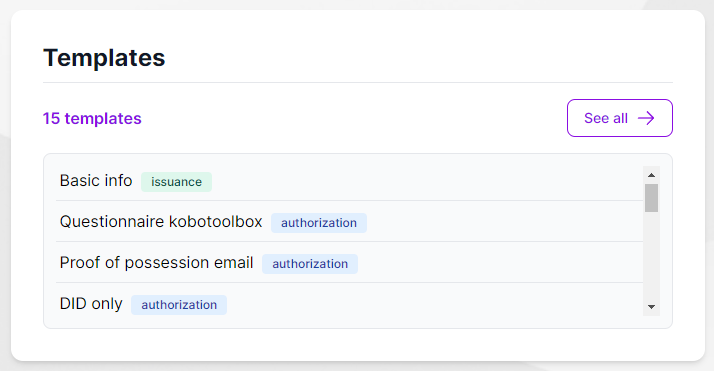 Templates
15 templates
See all
Basic info issuance
Questionnaire kobotoolbox authorization
Proof of possession email authorization
DID only authorization